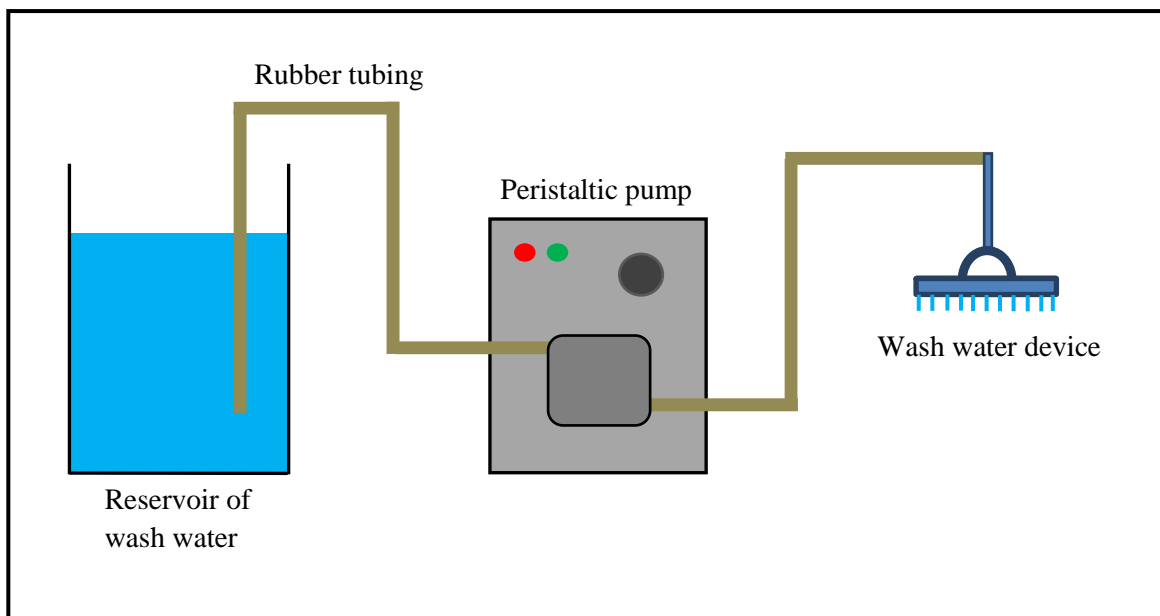 Rubber tubing
Peristaltic pump
Wash water device
Reservoir of
wash water